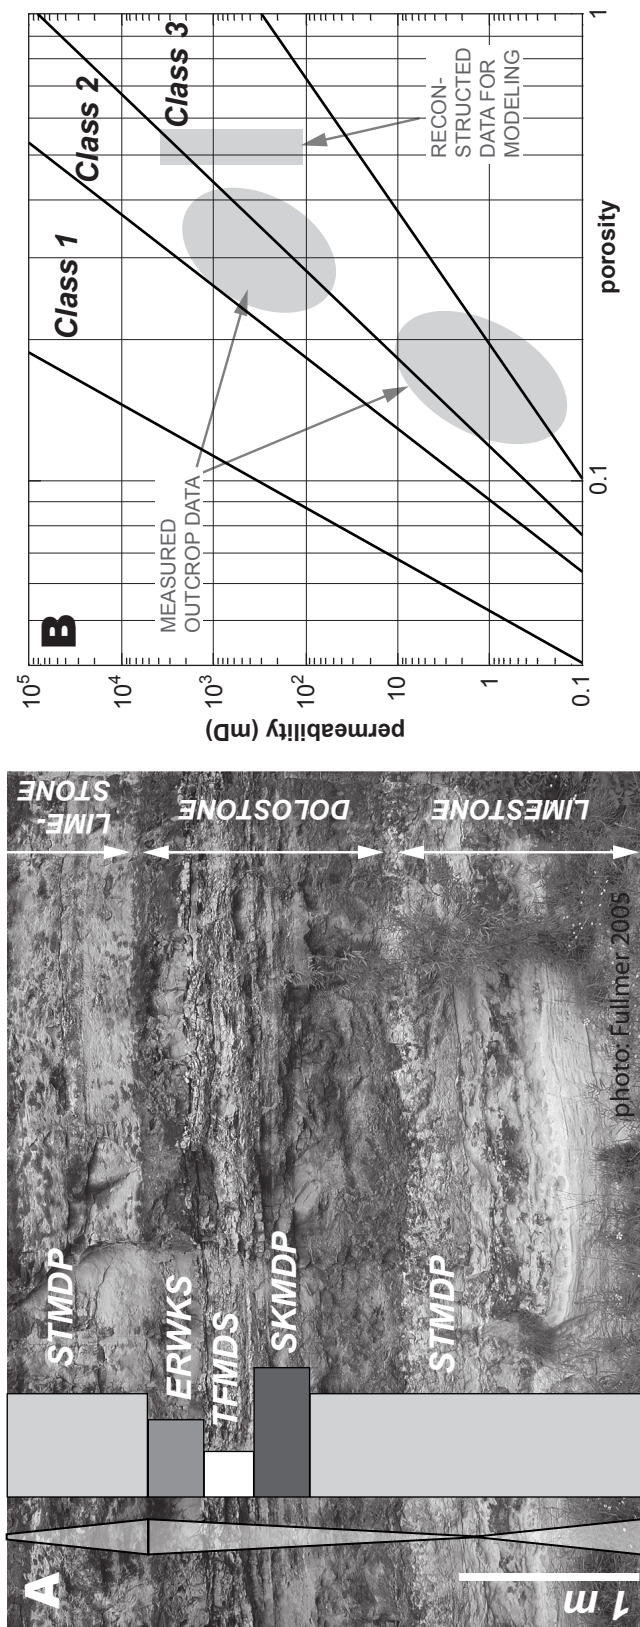 A
STMDP
ERWKS
TFMDS
SKMDP
STMDP
LIME-
STONE
DOLOSTONE
LIMESTONE
1 m
photo: Fullmer 2005
B
Class 1
Class 2
Class 3
MEASURED
OUTCROP DATA
RECON-
STRUCTED
DATA FOR
MODELING
permeability (mD)
10⁵
10⁴
10³
10²
10
1
0.1
0.1
1
porosity